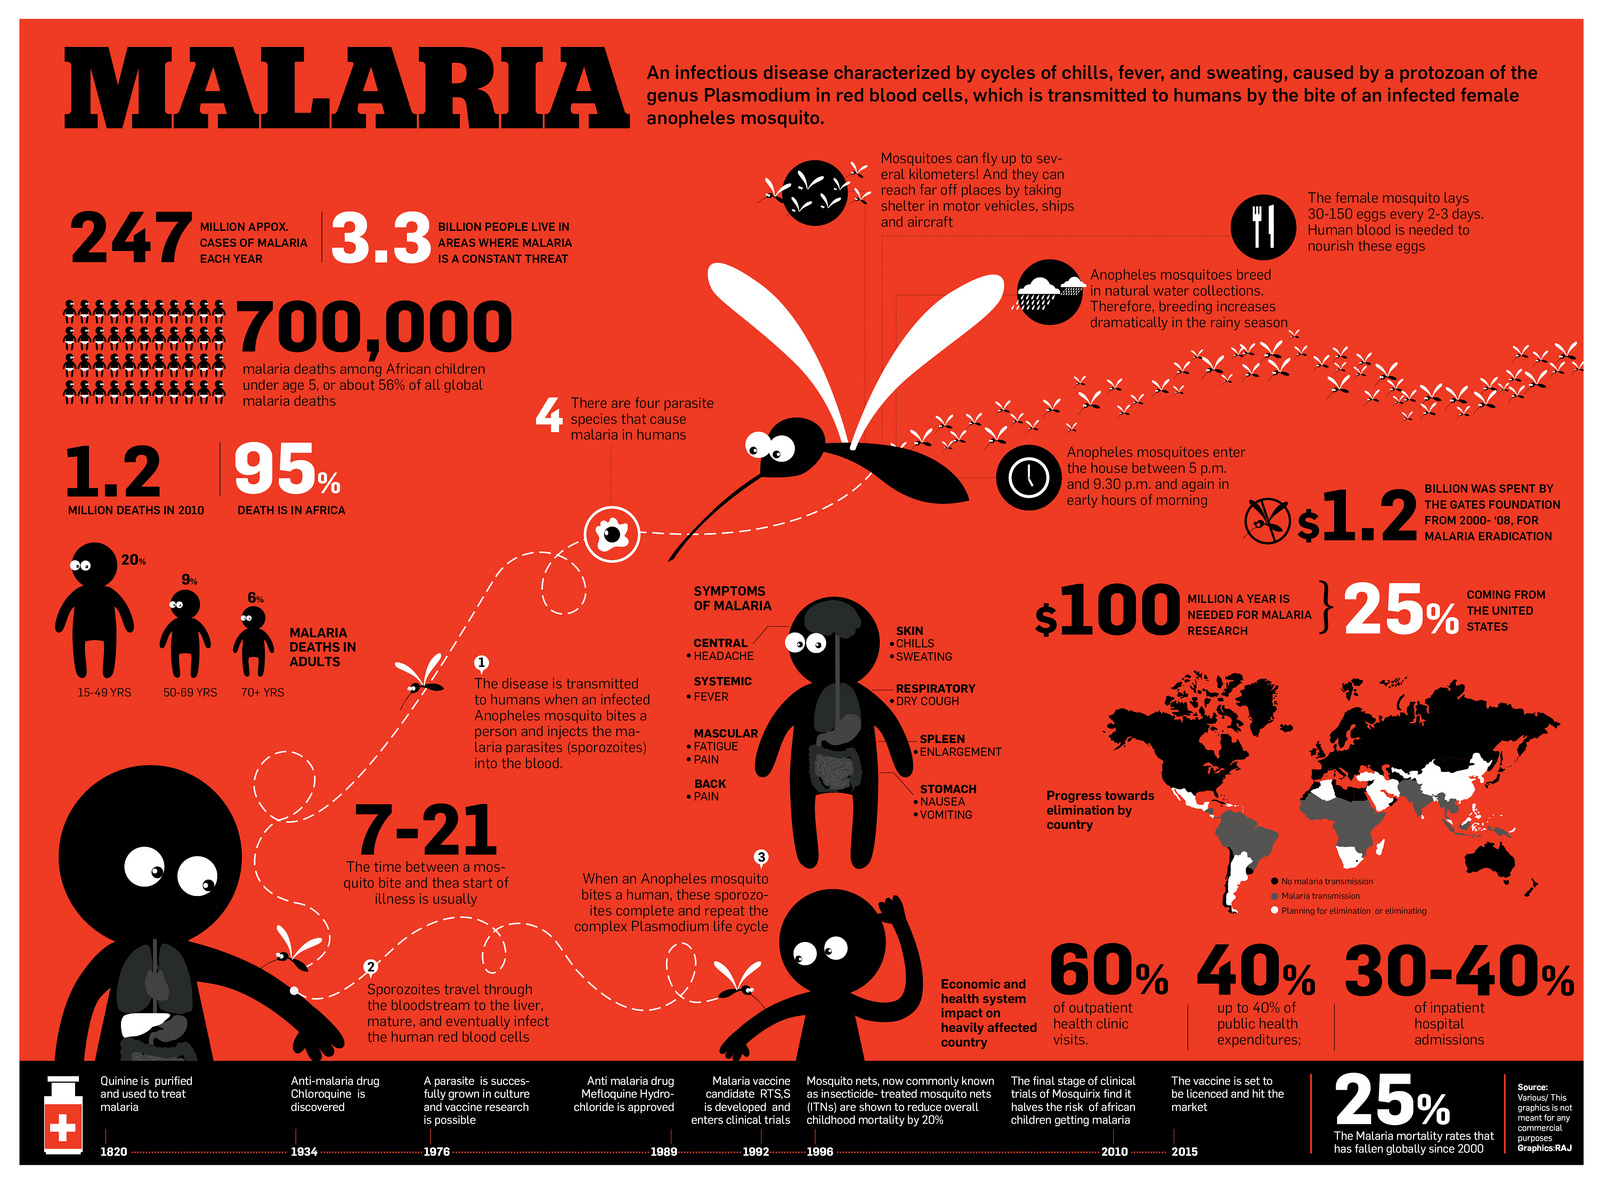 MALARIA
An infectious disease characterized by cycles of chills, fever, and sweating, caused by a protozoan of the
genus Plasmodium in red blood cells, which is transmitted to humans by the bite of an infected female
anopheles mosquito.
247
MILLION APPOX.
CASES OF MALARIA
EACH YEAR
3.3
BILLION PEOPLE LIVE IN
AREAS WHERE MALARIA
IS A CONSTANT THREAT
700,000
malaria deaths among African children
under age 5, or about 56% of all global
malaria deaths
1.2
MILLION DEATHS IN 2010
95%
DEATH IS IN AFRICA
20%
9%
6%
MALARIA
DEATHS IN
ADULTS
15-49 YRS
50-69 YRS
70+ YRS
Mosquitoes can fly up to sev-
eral kilometers! And they can
reach far off places by taking
shelter in motor vehicles, ships
and aircraft
The female mosquito lays
30-150 eggs every 2-3 days.
Human blood is needed to
nourish these eggs
Anopheles mosquitoes breed
in natural water collections.
Therefore, breeding increases
dramatically in the rainy season
4
There are four parasite
species that cause
malaria in humans
Anopheles mosquitoes enter
the house between 5 p.m.
and 9.30 p.m. and again in
early hours of morning
$1.2
BILLION WAS SPENT BY
THE GATES FOUNDATION
FROM 2000- '08, FOR
MALARIA ERADICATION
$100
MILLION A YEAR IS
NEEDED FOR MALARIA
RESEARCH
}
25%
COMING FROM
THE UNITED
STATES
1
The disease is transmitted
to humans when an infected
Anopheles mosquito bites a
person and injects the ma-
laria parasites (sporozoites)
into the blood.
SYMPTOMS
OF MALARIA
CENTRAL
• HEADACHE
SYSTEMIC
• FEVER
MASCULAR
• FATIGUE
• PAIN
BACK
• PAIN
SKIN
• CHILLS
• SWEATING
RESPIRATORY
• DRY COUGH
SPLEEN
• ENLARGEMENT
STOMACH
• NAUSEA
• VOMITING
Progress towards
elimination by
country
No malaria transmission
Malaria transmission
Planning for elimination or eliminating
7-21
The time between a mos-
quito bite and thea start of
illness is usually
2
Sporozoites travel through
the bloodstream to the liver,
mature, and eventually infect
the human red blood cells
3
When an Anopheles mosquito
bites a human, these sporozo-
ites complete and repeat the
complex Plasmodium life cycle
Economic and
health system
impact on
heavily affected
country
60%
of outpatient
health clinic
visits.
40%
up to 40% of
public health
expenditures;
30-40%
of inpatient
hospital
admissions
Quinine is purified
and used to treat
malaria
1820
Anti-malaria drug
Chloroquine is
discovered
1934
A parasite is succes-
fully grown in culture
and vaccine research
is possible
1976
Anti malaria drug
Mefloquine Hydro-
chloride is approved
1989
Malaria vaccine
candidate RTS,S
is developed and
enters clinical trials
1992
Mosquito nets, now commonly known
as insecticide- treated mosquito nets
(ITNs) are shown to reduce overall
childhood mortality by 20%
1996
The final stage of clinical
trials of Mosquirix find it
halves the risk of african
children getting malaria
2010
The vaccine is set to
be licenced and hit the
market
2015
25%
The Malaria mortality rates that
has fallen globally since 2000
Source:
Various/ This
graphics is not
meant for any
commercial
purposes
Graphics:RAJ